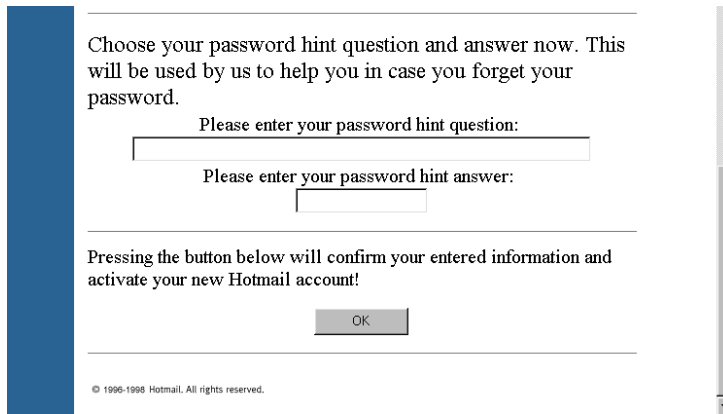 Choose your password hint question and answer now. This
will be used by us to help you in case you forget your
password.
Please enter your password hint question:
Please enter your password hint answer:
Pressing the button below will confirm your entered information and
activate your new Hotmail account!
OK
© 1996-1998 Hotmail. All rights reserved.